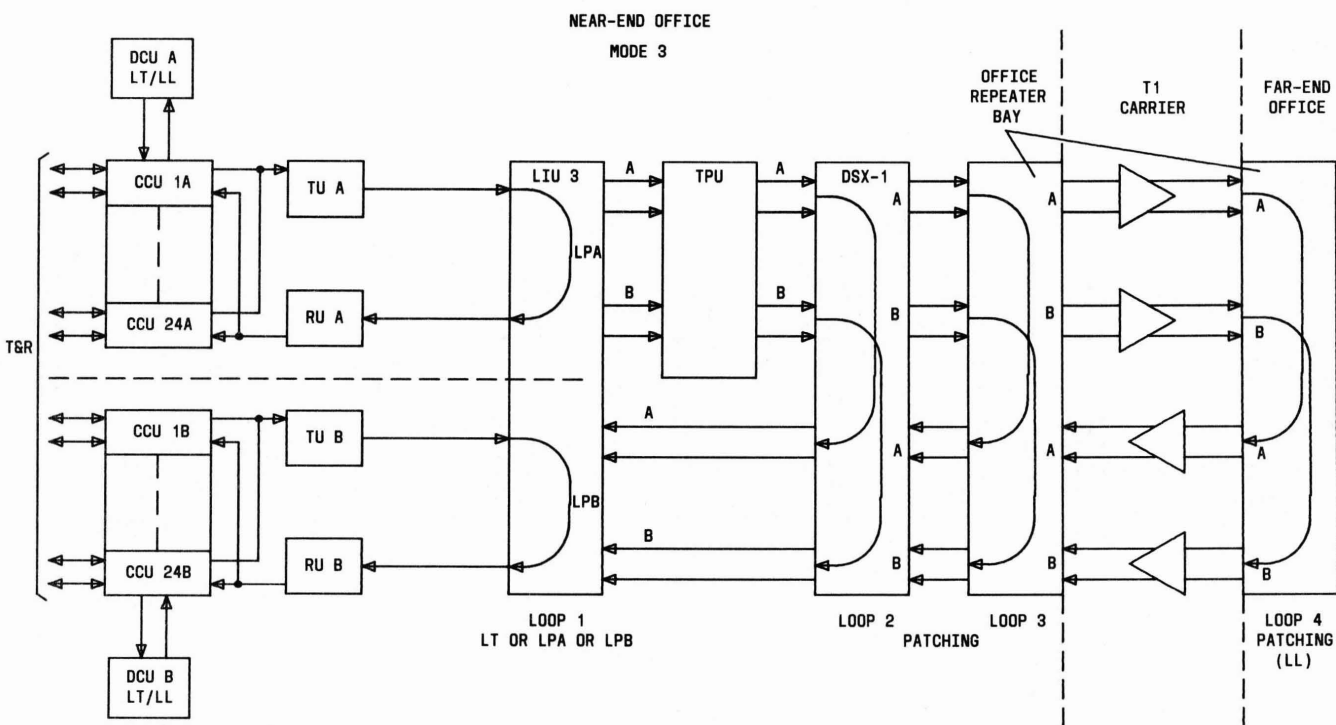 NEAR-END OFFICE
MODE 3
DCU A
LT/LL
OFFICE
REPEATER
BAY
T1
CARRIER
FAR-END
OFFICE
CCU 1A
TU A
LIU 3
A
TPU
A
DSX-1
A
A
A
LPA
B
B
CCU 24A
RU A
B
B
B
T&R
CCU 1B
TU B
A
A
A
A
LPB
CCU 24B
RU B
B
B
B
B
LOOP 1
LT OR LPA OR LPB
LOOP 2
LOOP 3
PATCHING
LOOP 4
PATCHING
(LL)
DCU B
LT/LL